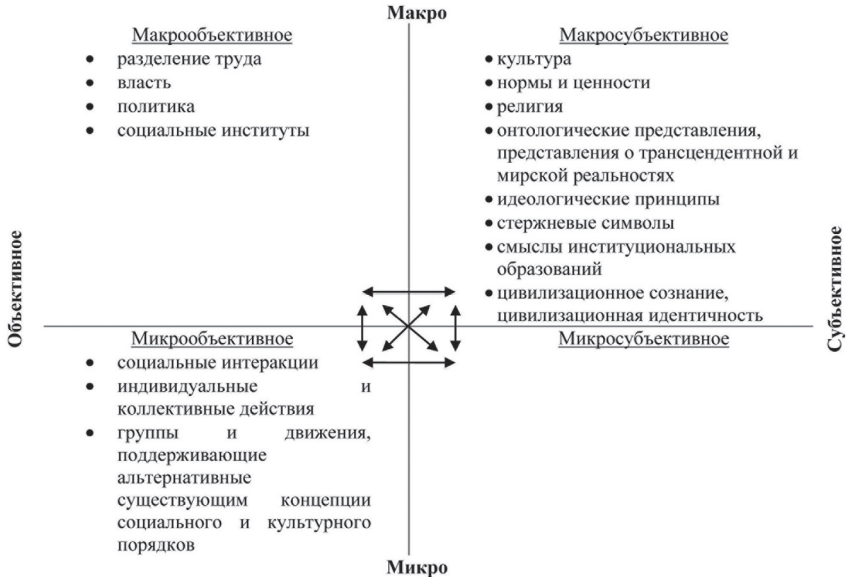 Макро
Макрообъективное
• разделение труда
• власть
• политика
• социальные институты
Макросубъективное
• культура
• нормы и ценности
• религия
• онтологические представления,
представления о трансцендентной и
мирской реальностях
• идеологические принципы
• стержневые символы
• смыслы институциональных
образований
• цивилизационное сознание,
цивилизационная идентичность
Объективное
Субъективное
Микрообъективное
• социальные интеракции
• индивидуальные и
коллективные действия
• группы и движения,
поддерживающие
альтернативные
существующим концепции
социального и культурного
порядков
Микросубъективное
Микро